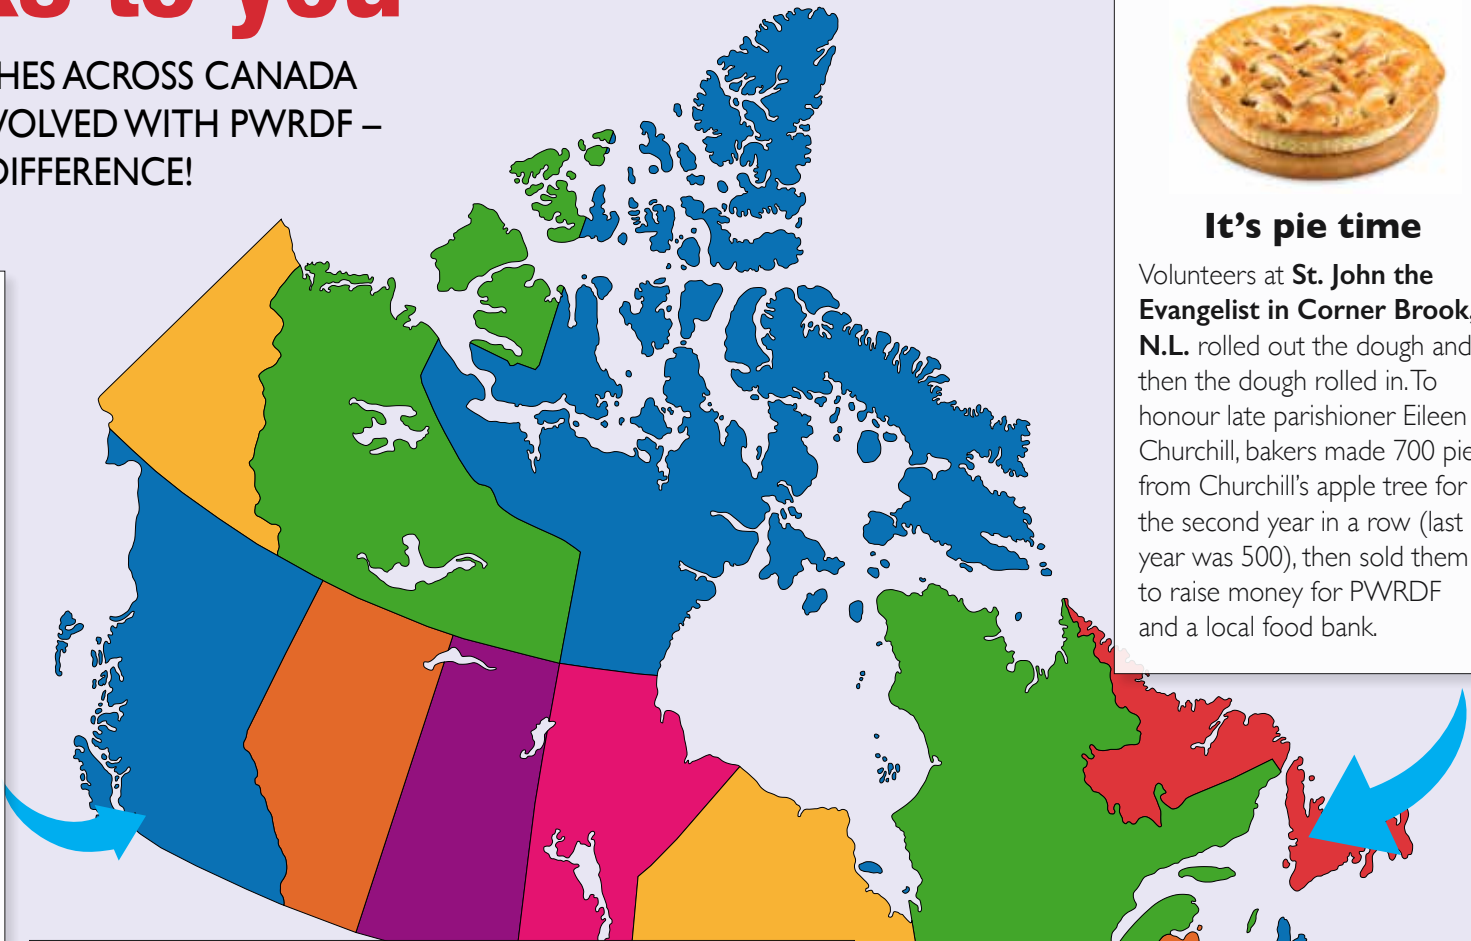 to you
HES ACROSS CANADA
VOLVED WITH PWRDF –
DIFFERENCE!
It's pie time
Volunteers at St. John the
Evangelist in Corner Brook,
N.L. rolled out the dough and
then the dough rolled in. To
honour late parishioner Eileen
Churchill, bakers made 700 pie
from Churchill's apple tree for
the second year in a row (last
year was 500), then sold them
to raise money for PWRDF
and a local food bank.